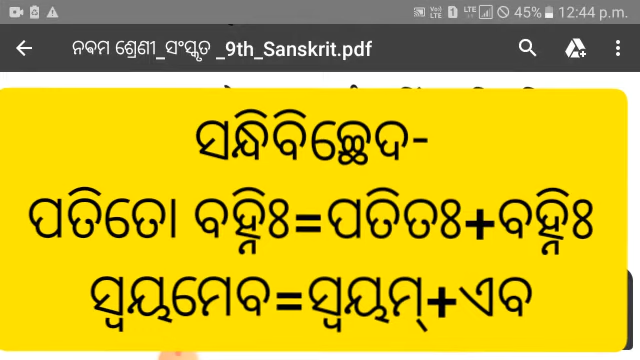 45% 12:44 p.m.
ନବମ ଶ୍ରେଣୀ_ସଂସ୍କୃତ _9th_Sanskrit.pdf
ସନ୍ଧିବିଚ୍ଛେଦ-
ପତିତୋ ବହ୍ନିଃ=ପତିତଃ+ବହ୍ନିଃ
ସ୍ୱୟମେବ=ସ୍ୱୟମ୍+ଏବ